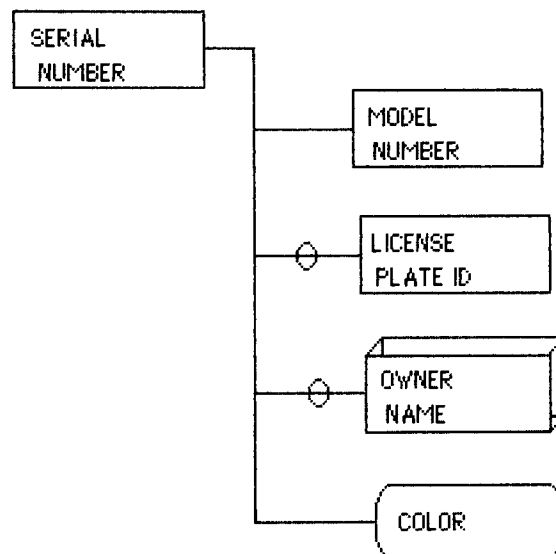 SERIAL
NUMBER
MODEL
NUMBER
LICENSE
PLATE ID
OWNER
NAME
COLOR